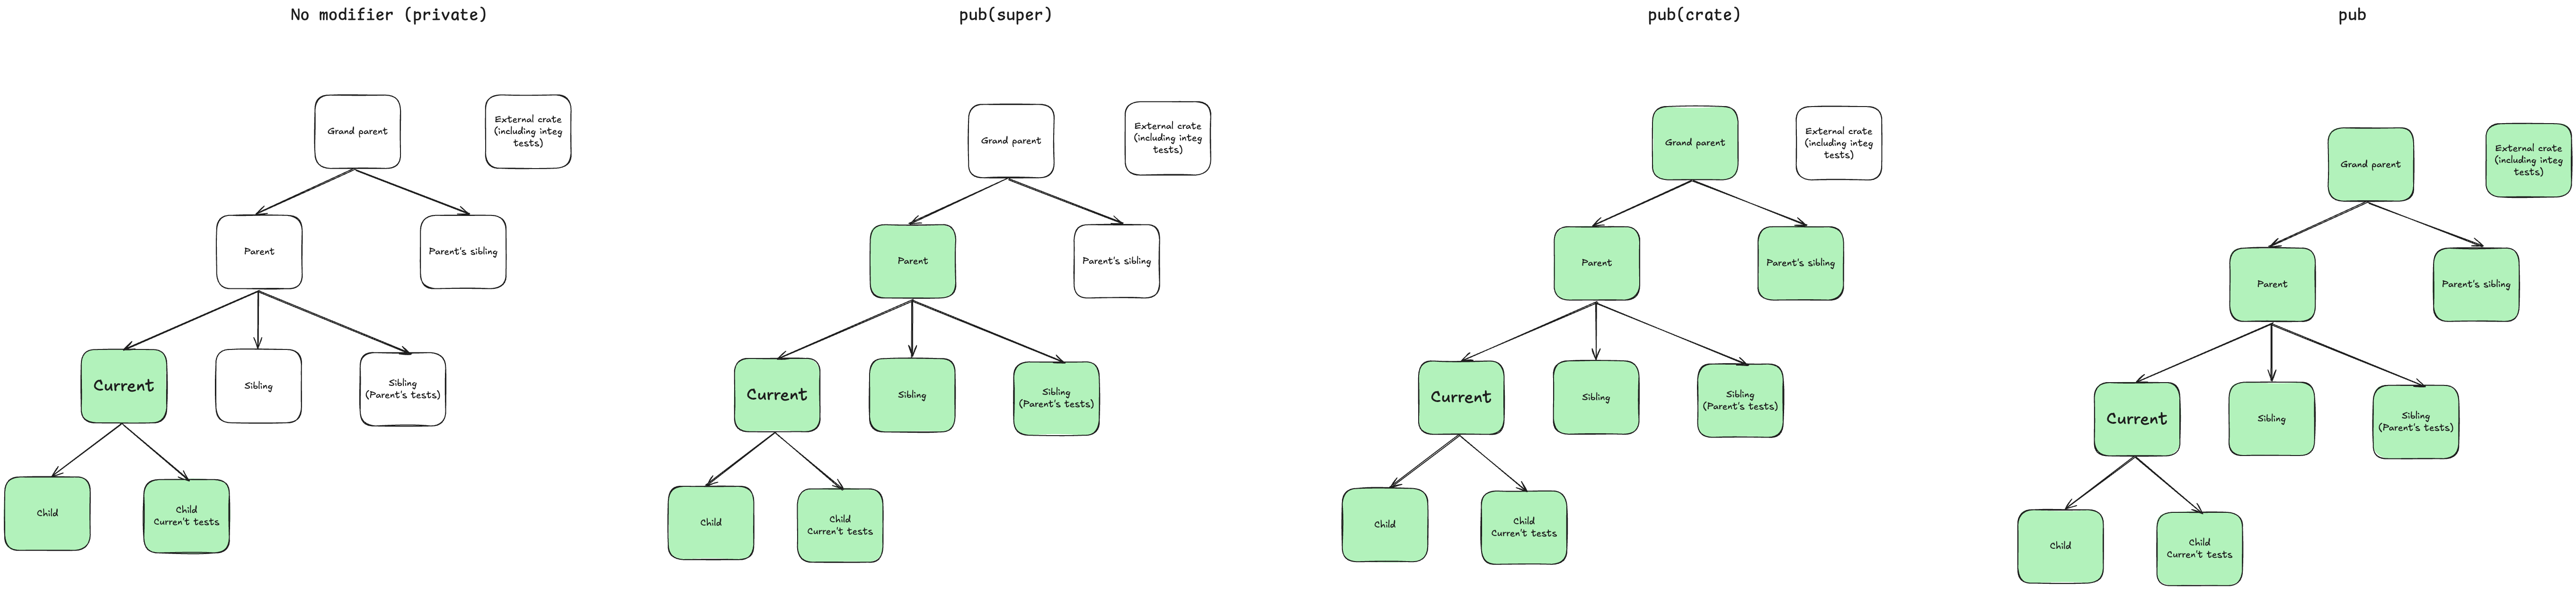 No modifier (private)
Grand parent
External crate
(including integ
tests)
Parent
Parent's sibling
Current
Sibling
Sibling
(Parent's tests)
Child
Child
Curren't tests
pub(super)
Grand parent
External crate
(including integ
tests)
Parent
Parent's sibling
Current
Sibling
Sibling
(Parent's tests)
Child
Child
Curren't tests
pub(crate)
Grand parent
External crate
(including integ
tests)
Parent
Parent's sibling
Current
Sibling
Sibling
(Parent's tests)
Child
Child
Curren't tests
pub
Grand parent
External crate
(including integ
tests)
Parent
Parent's sibling
Current
Sibling
Sibling
(Parent's tests)
Child
Child
Curren't tests